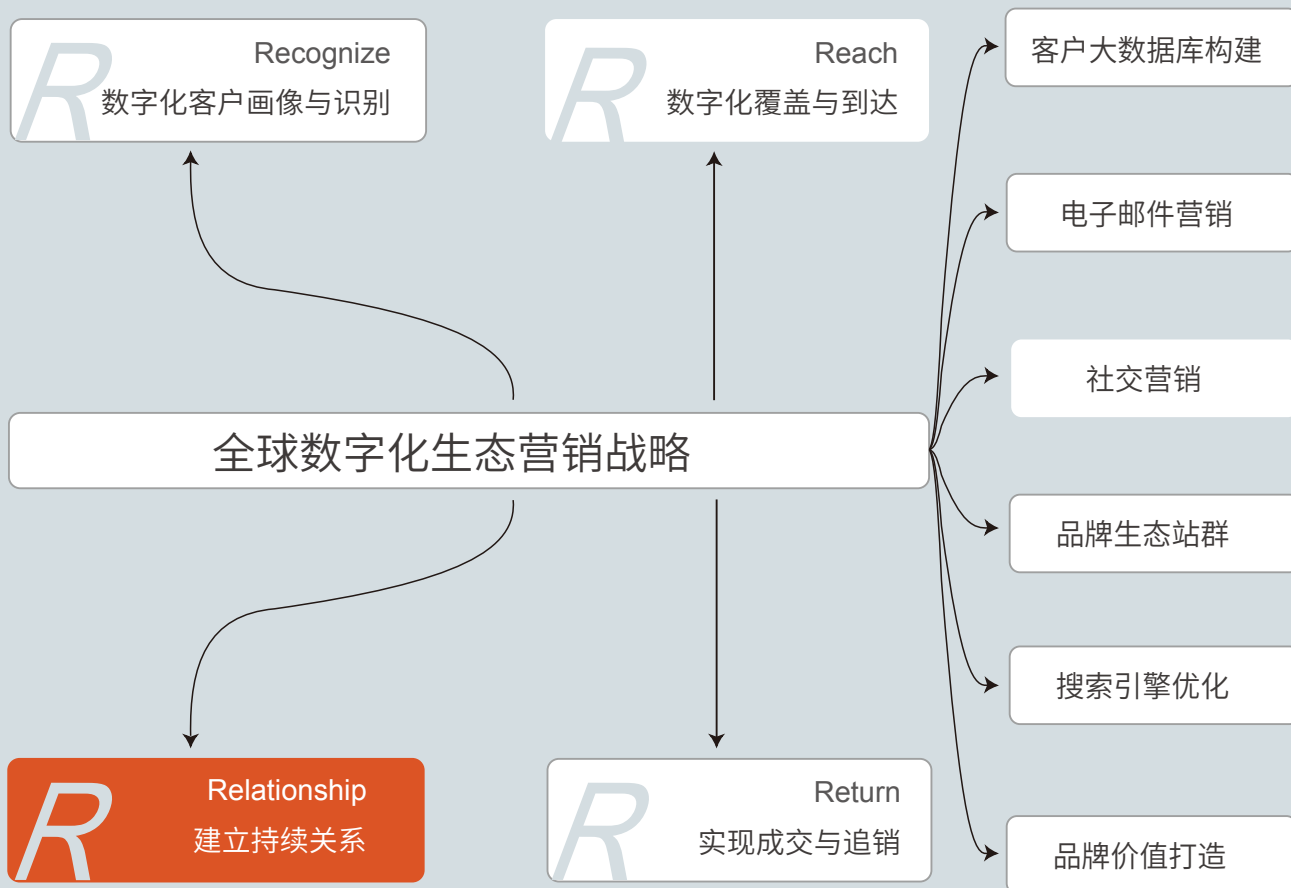 R
Recognize
数字化客户画像与识别
R
Reach
数字化覆盖与到达
客户大数据库构建
电子邮件营销
社交营销
全球数字化生态营销战略
品牌生态站群
搜索引擎优化
R
Relationship
建立持续关系
R
Return
实现成交与追销
品牌价值打造